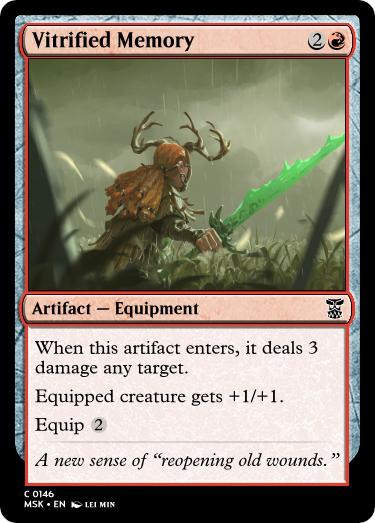 Vitrified Memory 2
Artifact — Equipment
When this artifact enters, it deals 3
damage any target.
Equipped creature gets +1/+1.
Equip 2
A new sense of “reopening old wounds.”
C 0146
MSK • EN LEI MIN